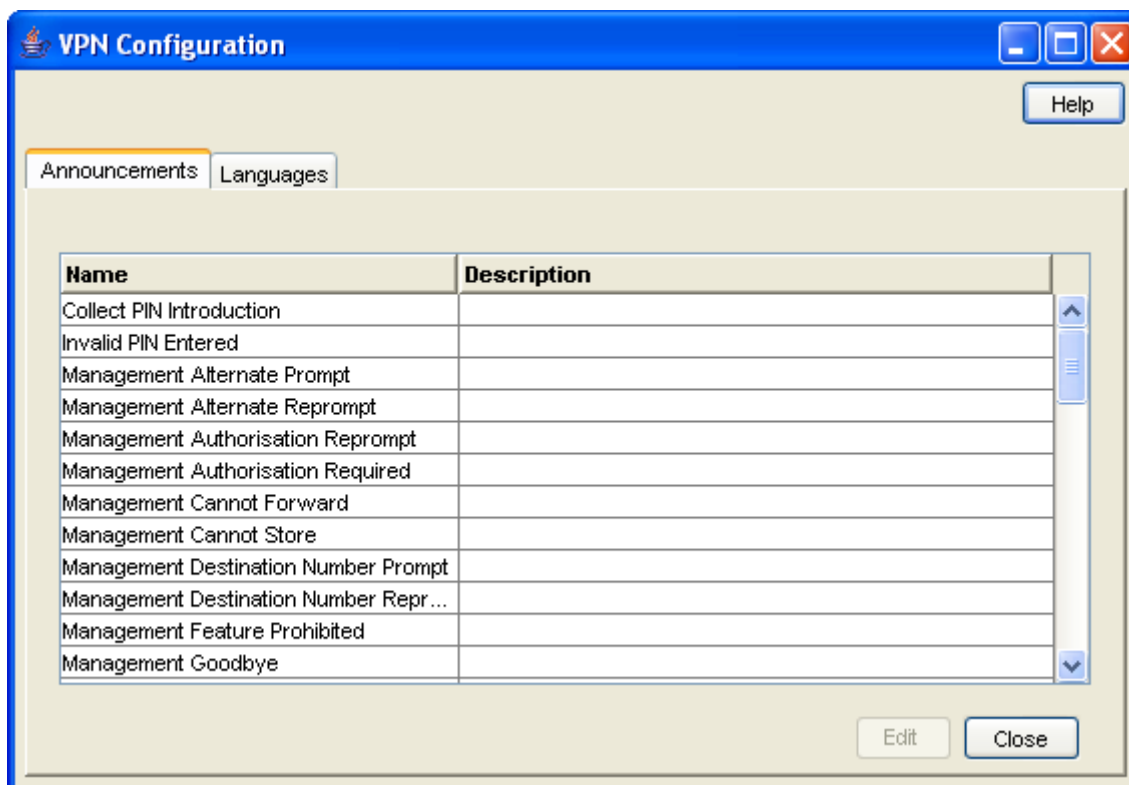 VPN Configuration
Help
Announcements Languages
Name Description
Collect PIN Introduction
Invalid PIN Entered
Management Alternate Prompt
Management Alternate Reprompt
Management Authorisation Reprompt
Management Authorisation Required
Management Cannot Forward
Management Cannot Store
Management Destination Number Prompt
Management Destination Number Repr...
Management Feature Prohibited
Management Goodbye
Edit Close